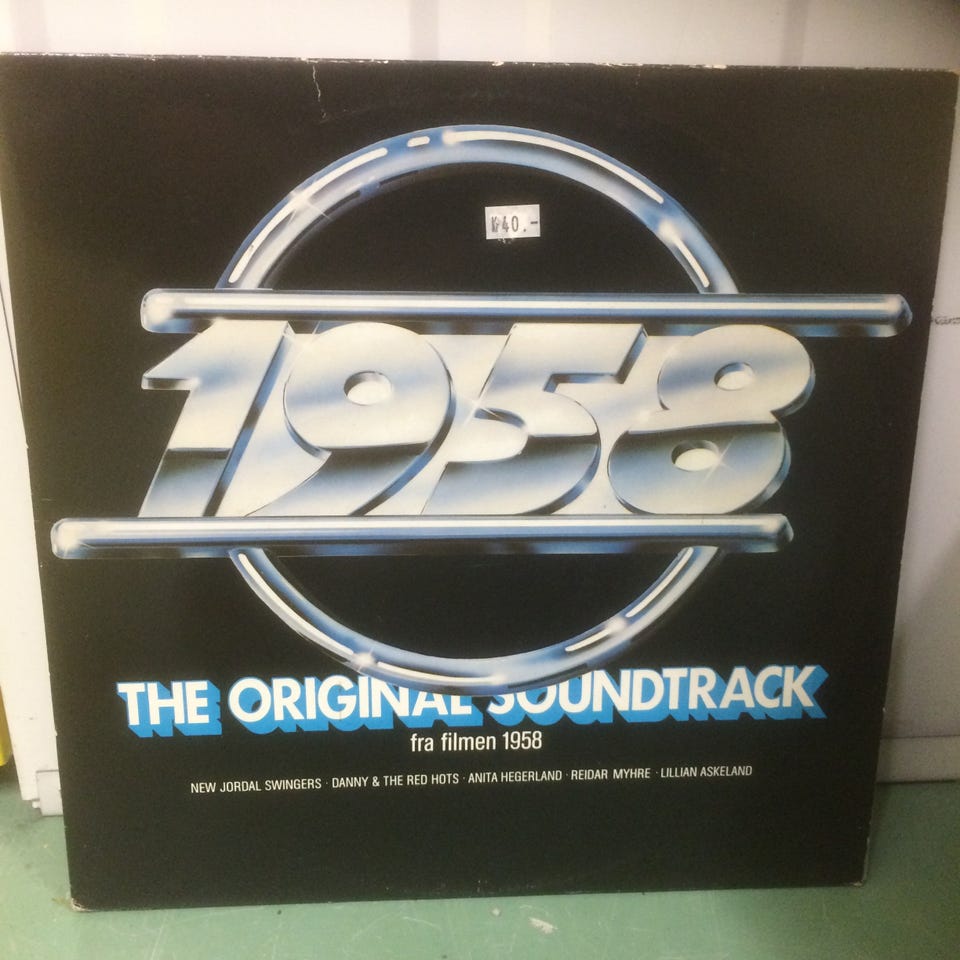 K40.-
1958
THE ORIGINAL SOUNDTRACK
fra filmen 1958
NEW JORDAL SWINGERS · DANNY & THE RED HOTS · ANITA HEGERLAND · REIDAR MYHRE · LILLIAN ASKELAND